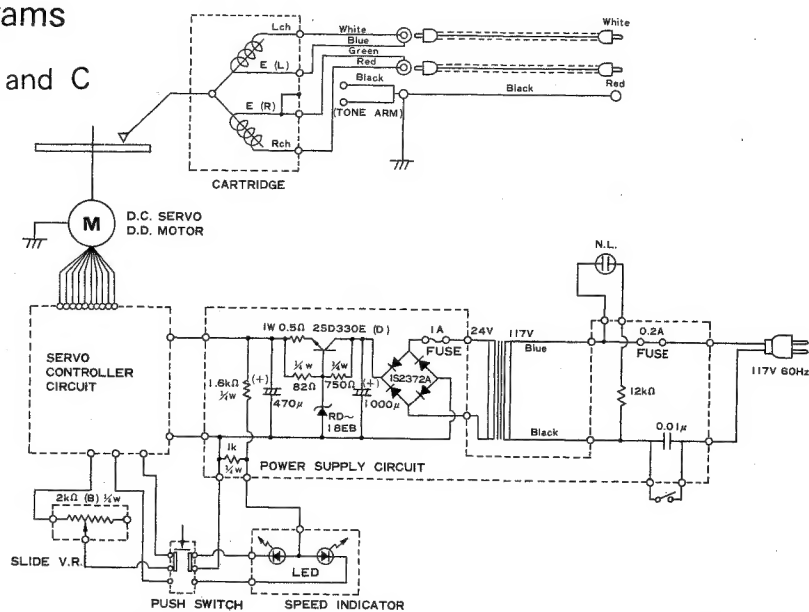 ams
and C
Lch
White
White
Blue
E (L)
Green
Red
E (R)
Black
Black
Red
(TONE ARM)
Rch
CARTRIDGE
M
D.C. SERVO
D.D. MOTOR
N.L.
1W 0.5Ω 2SD330E (D)
1A
FUSE
24V
117V
Blue
0.2A
FUSE
117V 60Hz
SERVO
CONTROLLER
CIRCUIT
1.6kΩ
¼w
(+)
470μ
¼w
82Ω
¼w
750Ω
(+)
1000μ
1S2372A
RD~
18EB
12kΩ
Black
0.01μ
1k
¼w
POWER SUPPLY CIRCUIT
2kΩ (B) ¼w
SLIDE V.R.
LED
PUSH SWITCH
SPEED INDICATOR